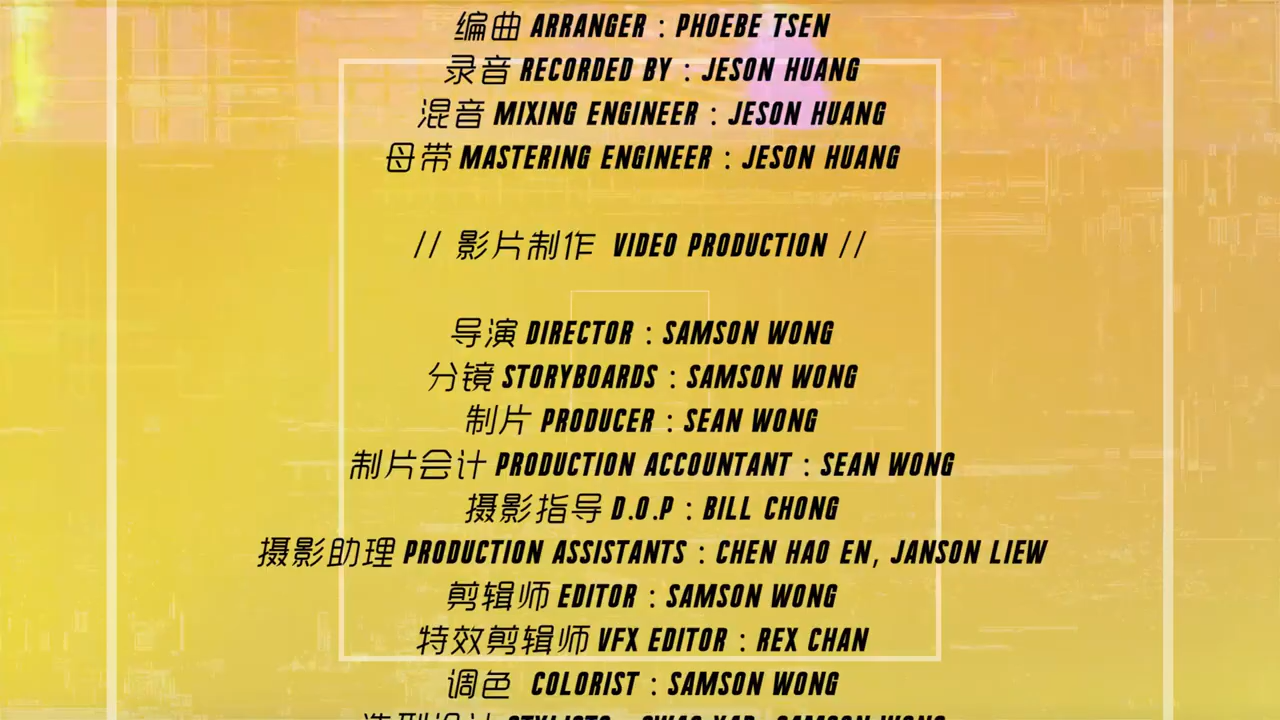 编曲 ARRANGER : PHOEBE TSEN
录音 RECORDED BY : JESON HUANG
混音 MIXING ENGINEER : JESON HUANG
母带 MASTERING ENGINEER : JESON HUANG
// 影片制作 VIDEO PRODUCTION //
导演 DIRECTOR : SAMSON WONG
分镜 STORYBOARDS : SAMSON WONG
制片 PRODUCER : SEAN WONG
制片会计 PRODUCTION ACCOUNTANT : SEAN WONG
摄影指导 D.O.P : BILL CHONG
摄影助理 PRODUCTION ASSISTANTS : CHEN HAO EN, JANSON LIEW
剪辑师 EDITOR : SAMSON WONG
特效剪辑师 VFX EDITOR : REX CHAN
调色 COLORIST : SAMSON WONG